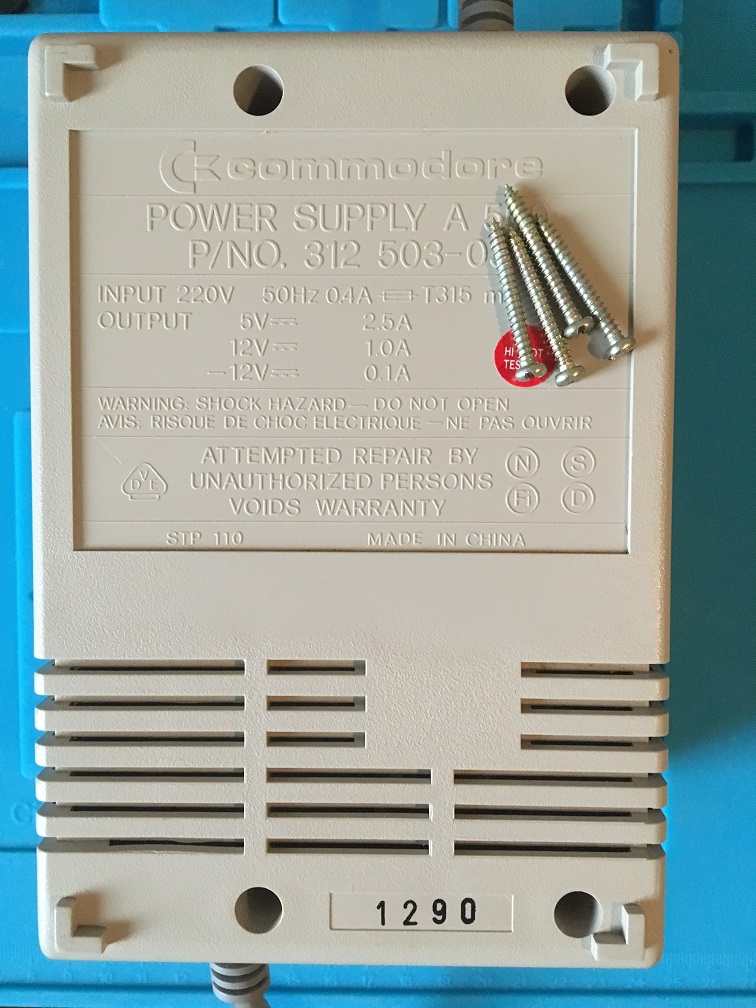 commodore
POWER SUPPLY A
P/NO. 312 503-0
INPUT 220V 50Hz 0.4A T315 m
OUTPUT 5V 2.5A
12V 1.0A
-12V 0.1A
WARNING: SHOCK HAZARD — DO NOT OPEN
AVIS: RISQUE DE CHOC ELECTRIQUE — NE PAS OUVRIR
VDE
ATTEMPTED REPAIR BY
UNAUTHORIZED PERSONS
VOIDS WARRANTY
N S
FI D
STP 110 MADE IN CHINA
1290